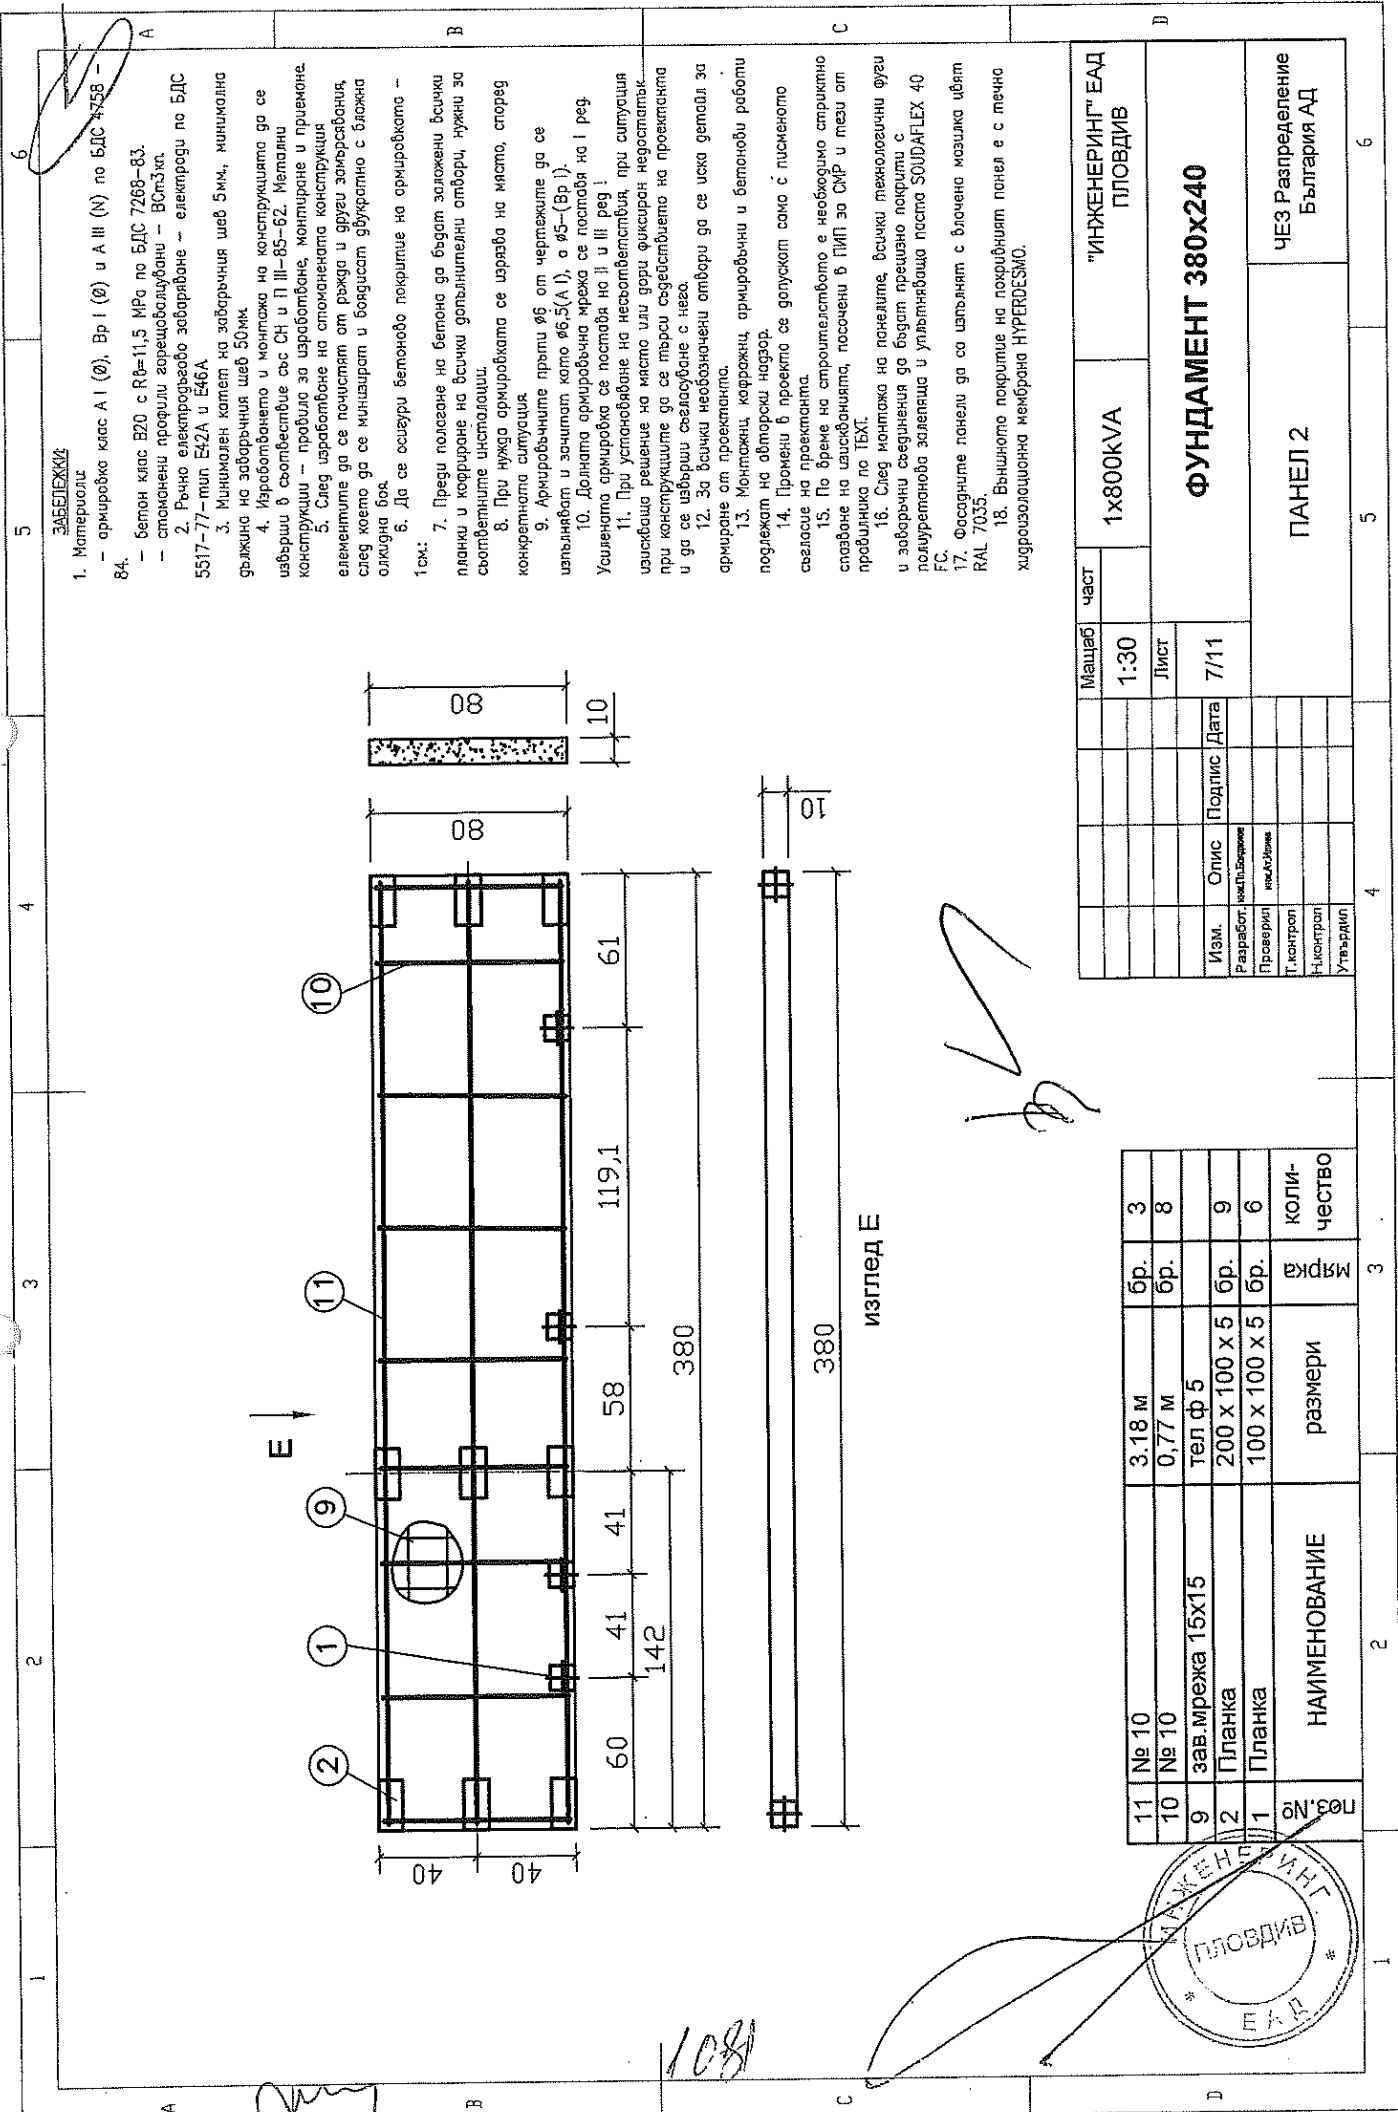 ЗАБЕЛЕЖКИ:
1. Материали:
- армировка клас А I (Ø), Вр I (Ø) и А III (N) по БДС 4758 -
84.
- бетон клас В20 с Rв=11,5 МРа по БДС 7268-83.
- стоманени профили горещовалцувани - ВСт3кп.
2. Ръчно електродъгово заваряване - електроди по БДС
5517-77-тип Е42А и Е46А
3. Минимален катет на заваръчния шев 5мм, минимална
дължина на заваръчния шев 50мм.
4. Изработването и монтажа на конструкцията да се
извърши в съответствие със СН и П III-85-62. Метални
конструкции - правила за изработване, монтиране и приемане.
5. След изработване на стоманената конструкция
елементите да се почистят от ръжда и други замърсявания,
след което да се минизират и боядисат двукратно с блажна
алкидна боя.
6. Да се осигури бетоново покритие на армировката -
1см.:
7. Преди полагане на бетона да бъдат заложени всички
планки и кофриране на всички допълнителни отвори, нужни за
съответните инсталации.
8. При нужда армировката се изрязва на място, според
конкретната ситуация.
9. Армировъчните пръти ø6 от чертежите да се
изпълняват и зачитат като ø6,5(А I), а ø5-(Вр I).
10. Долната армировъчна мрежа се поставя на I ред.
Усилената армировка се поставя на II и III ред !
11. При установяване на несъответствия, при ситуация
изискваща решение на място или дори фиксиран недостатък
при конструкциите да се търси съдействието на проектанта
и да се извърши съгласуване с него.
12. За всички необозначени отвори да се иска детайл за
армиране от проектанта.
13. Монтажни, кофражни, армировъчни и бетонови работи
подлежат на авторски надзор.
14. Промени в проекта се допускат само с писменото
съгласие на проектанта.
15. По време на строителството е необходимо стриктно
спазване на изискванията, посочени в ПИП за СМР и тези от
правилника по ТБХТ.
16. След монтажа на панелите, всички технологични фуги
и заваръчни съединения да бъдат прецизно покрити с
полиуретанова залепяща и уплътняваща паста SOUDAFLEX 40
FC.
17. Фасадните панели да са изпълнят с влачена мазилка цвят
RAL 7035.
18. Външното покритие на покривният панел е с течна
хидроизолационна мембрана HYPERDESMO.
E
2
1
9
11
10
40
40
60
41
41
58
119,1
61
142
380
80
80
10
380
10
изглед Е
11 № 10 3.18 м бр. 3
10 № 10 0,77 м бр. 8
9 зав.мрежа 15х15 тел ф 5
2 Планка 200 х 100 х 5 бр. 9
1 Планка 100 х 100 х 5 бр. 6
поз.№ НАИМЕНОВАНИЕ размери мярка коли-
чество
Мащаб част
1:30 1x800kVA "ИНЖЕНЕРИНГ" ЕАД
ПЛОВДИВ
Лист
7/11 ФУНДАМЕНТ 380х240
Изм. Опис Подпис Дата
Разработ.
Проверил
Т.контрол
Н.контрол
Утвърдил
ПАНЕЛ 2
ЧЕЗ Разпределение
България АД
ИНЖЕНЕРИНГ
ПЛОВДИВ
* ЕАД *
1081
1 2 3 4 5 6
1 2 3 4 5 6
A B C D
A B C D